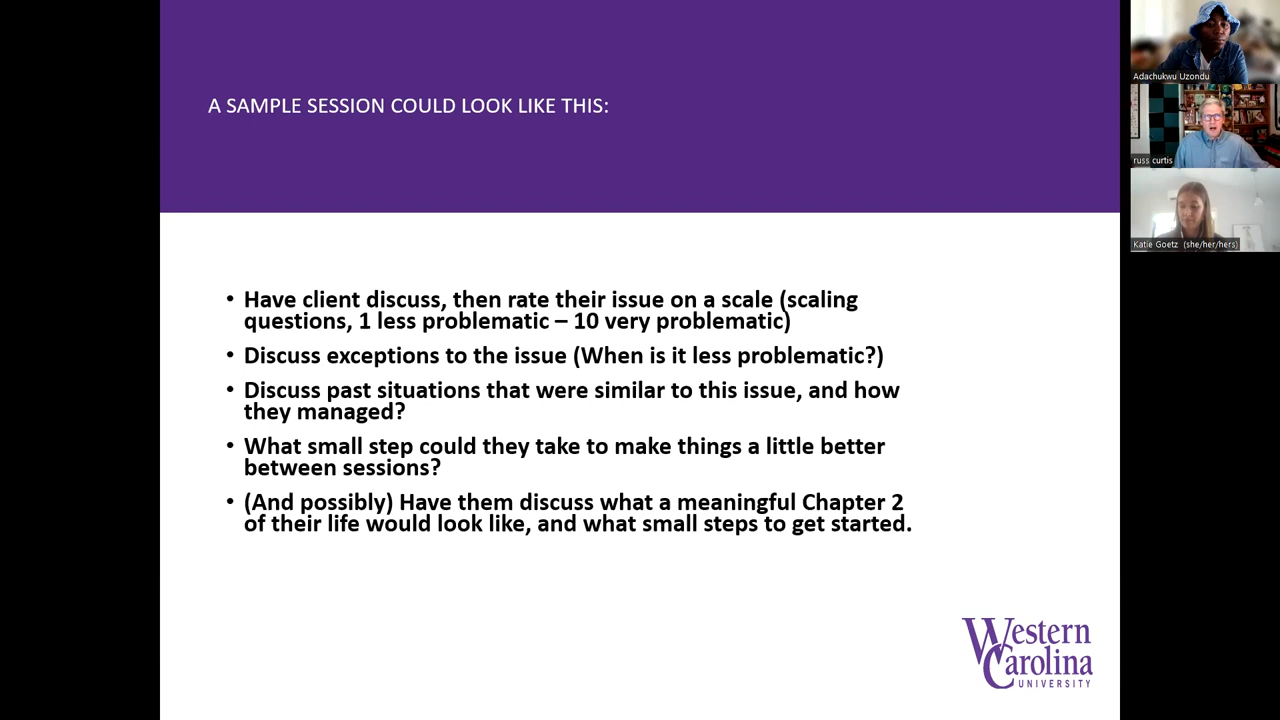 A SAMPLE SESSION COULD LOOK LIKE THIS:
• Have client discuss, then rate their issue on a scale (scaling
questions, 1 less problematic – 10 very problematic)
• Discuss exceptions to the issue (When is it less problematic?)
• Discuss past situations that were similar to this issue, and how
they managed?
• What small step could they take to make things a little better
between sessions?
• (And possibly) Have them discuss what a meaningful Chapter 2
of their life would look like, and what small steps to get started.
Western
Carolina
UNIVERSITY
Adachukwu Uzondu
russ curtis
Katie Goetz (she/her/hers)